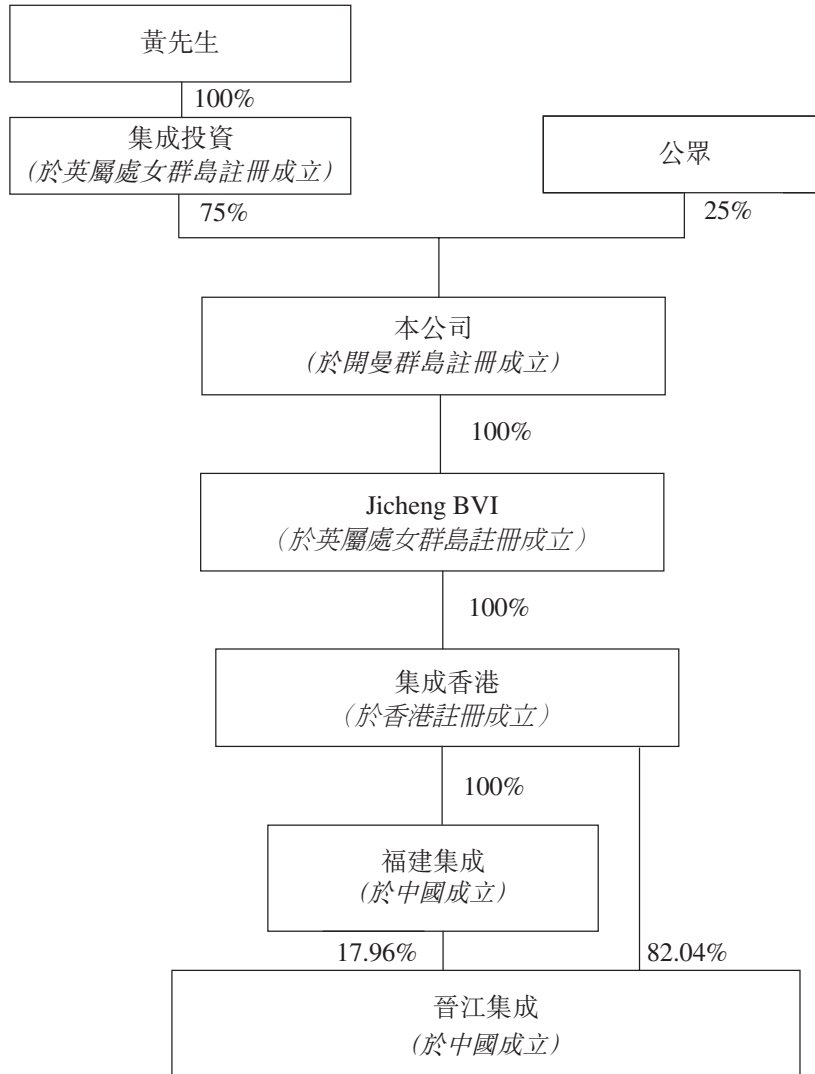 黃先生
100%
集成投資
(於英屬處女群島註冊成立)
公眾
75%
25%
本公司
(於開曼群島註冊成立)
100%
Jicheng BVI
(於英屬處女群島註冊成立)
100%
集成香港
(於香港註冊成立)
100%
福建集成
(於中國成立)
17.96%
82.04%
晉江集成
(於中國成立)